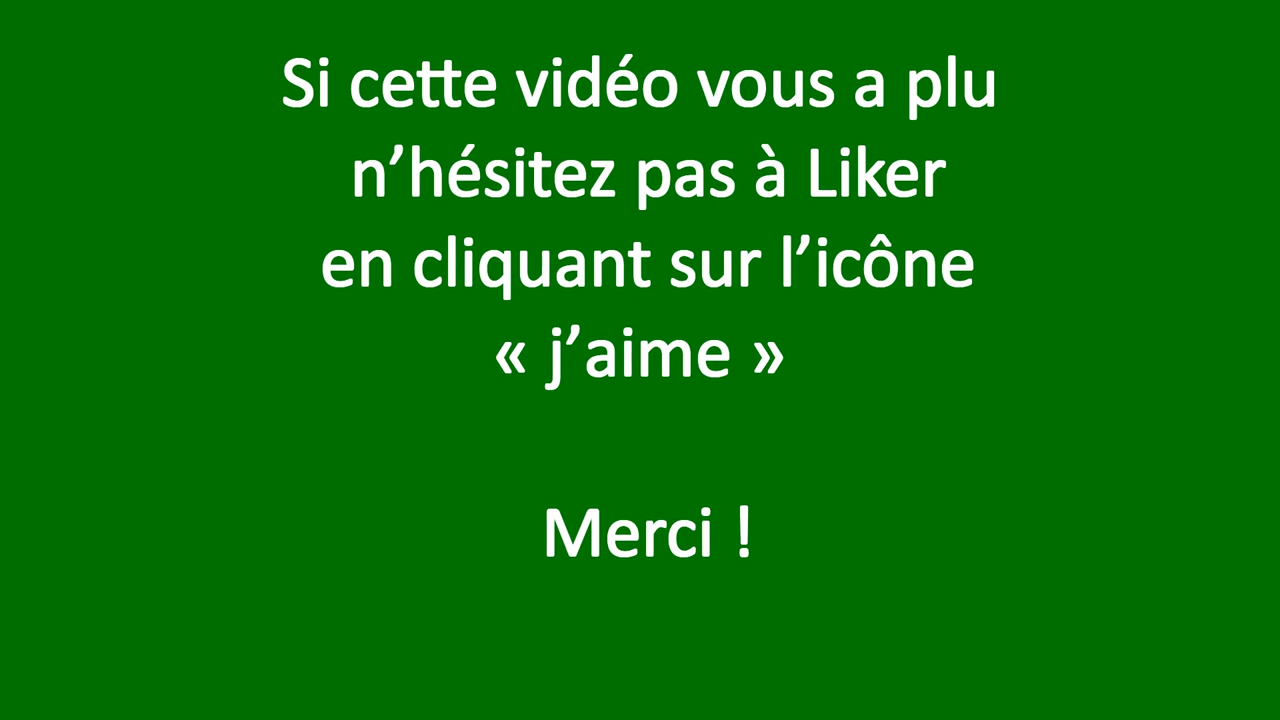 Si cette vidéo vous a plu
n’hésitez pas à Liker
en cliquant sur l’icône
« j’aime »
Merci !